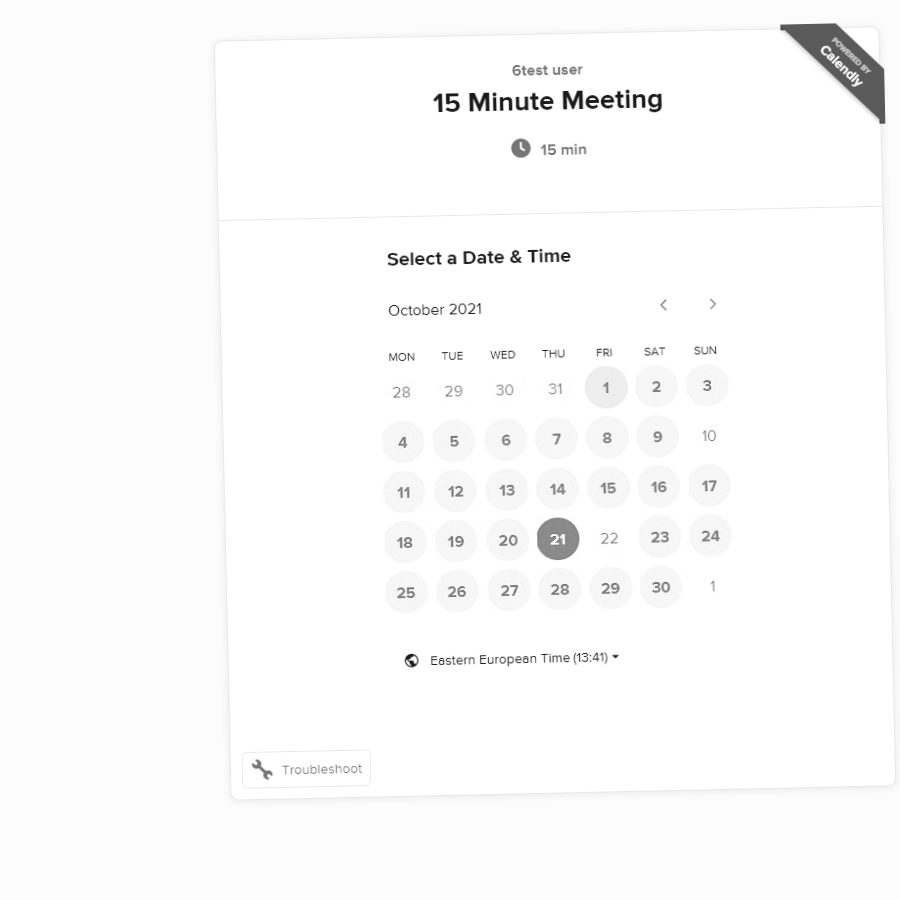 POWERED BY
Calendly
6test user
15 Minute Meeting
15 min
Select a Date & Time
October 2021
MON TUE WED THU FRI SAT SUN
28 29 30 31 1 2 3
4 5 6 7 8 9 10
11 12 13 14 15 16 17
18 19 20 21 22 23 24
25 26 27 28 29 30 1
Eastern European Time (13:41)
Troubleshoot